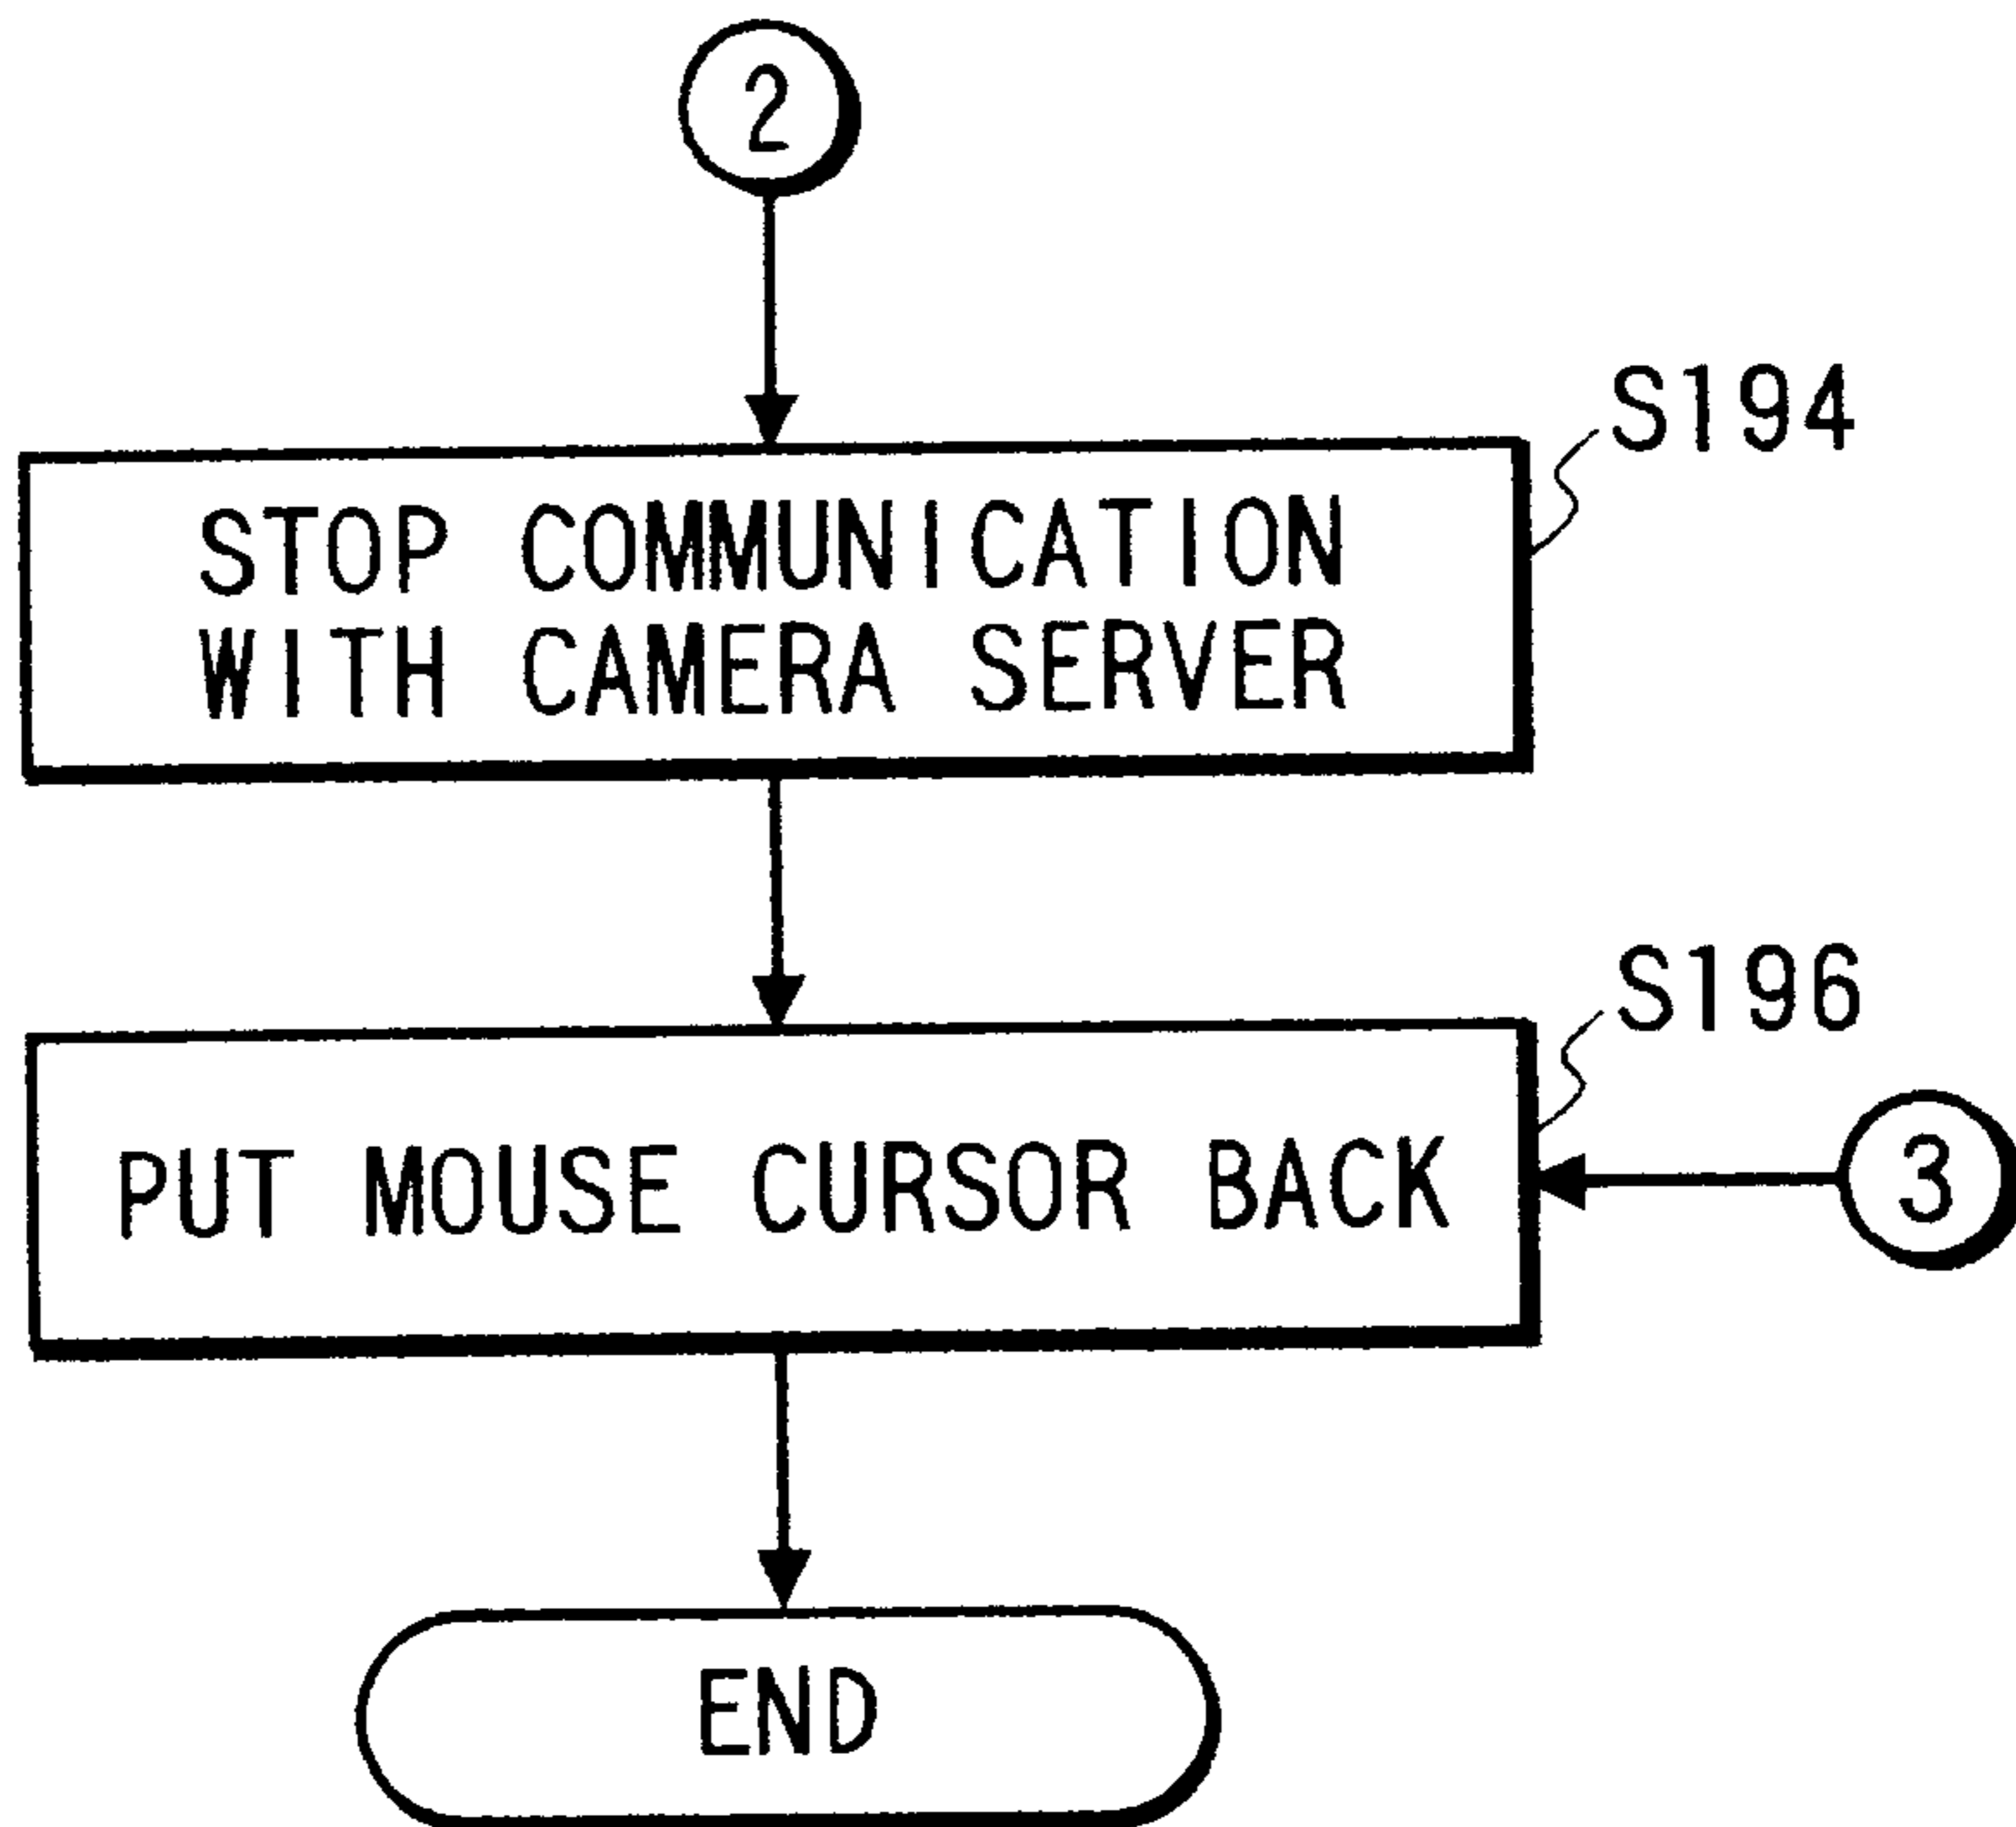 2
S194
STOP COMMUNICATION
WITH CAMERA SERVER
S196
PUT MOUSE CURSOR BACK
3
END